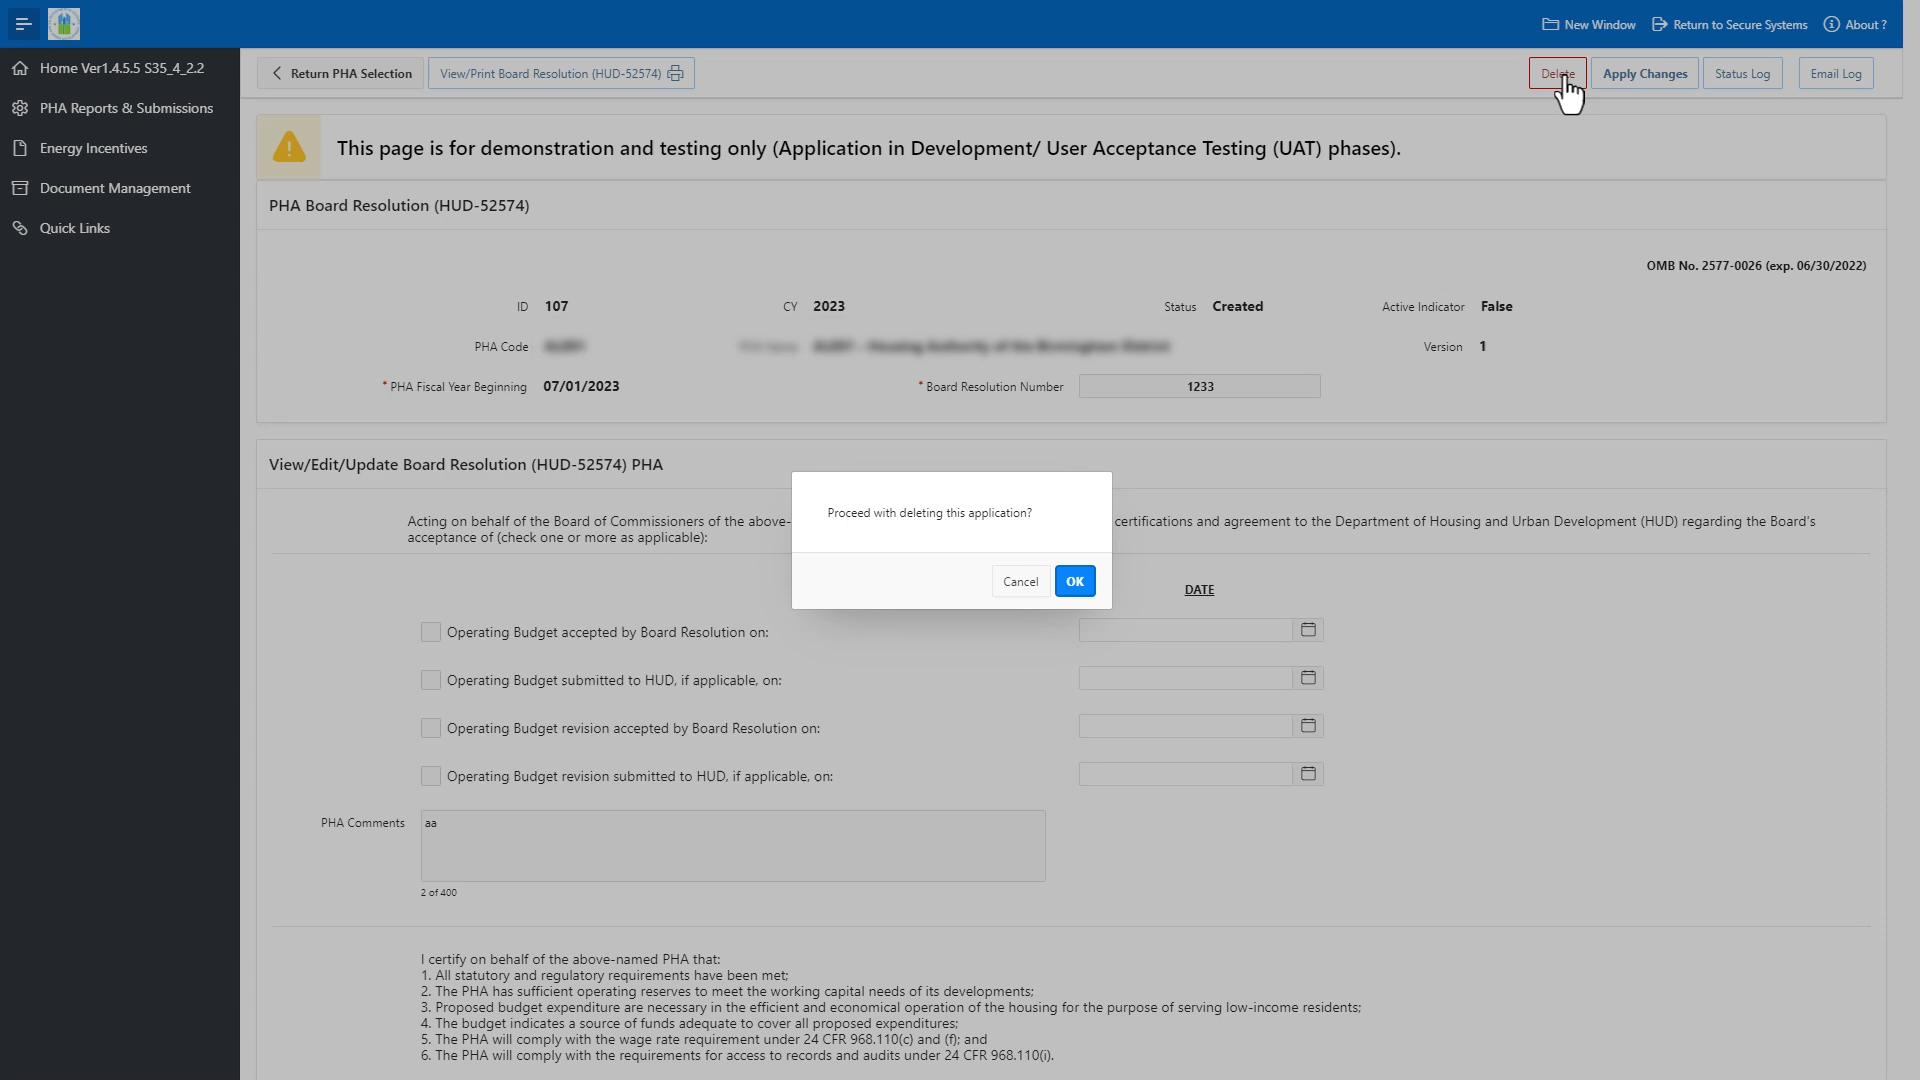 New Window
Return to Secure Systems
About ?
Home Ver1.4.5.5 S35_4_2.2
PHA Reports & Submissions
Energy Incentives
Document Management
Quick Links
Return PHA Selection
View/Print Board Resolution (HUD-52574)
Delete
Apply Changes
Status Log
Email Log
This page is for demonstration and testing only (Application in Development/ User Acceptance Testing (UAT) phases).
PHA Board Resolution (HUD-52574)
OMB No. 2577-0026 (exp. 06/30/2022)
ID 107
CY 2023
Status Created
Active Indicator False
PHA Code
Version 1
* PHA Fiscal Year Beginning 07/01/2023
* Board Resolution Number 1233
View/Edit/Update Board Resolution (HUD-52574) PHA
Acting on behalf of the Board of Commissioners of the above- certifications and agreement to the Department of Housing and Urban Development (HUD) regarding the Board's
acceptance of (check one or more as applicable):
Proceed with deleting this application?
Cancel
OK
DATE
Operating Budget accepted by Board Resolution on:
Operating Budget submitted to HUD, if applicable, on:
Operating Budget revision accepted by Board Resolution on:
Operating Budget revision submitted to HUD, if applicable, on:
PHA Comments
aa
2 of 400
I certify on behalf of the above-named PHA that:
1. All statutory and regulatory requirements have been met;
2. The PHA has sufficient operating reserves to meet the working capital needs of its developments;
3. Proposed budget expenditure are necessary in the efficient and economical operation of the housing for the purpose of serving low-income residents;
4. The budget indicates a source of funds adequate to cover all proposed expenditures;
5. The PHA will comply with the wage rate requirement under 24 CFR 968.110(c) and (f); and
6. The PHA will comply with the requirements for access to records and audits under 24 CFR 968.110(i).